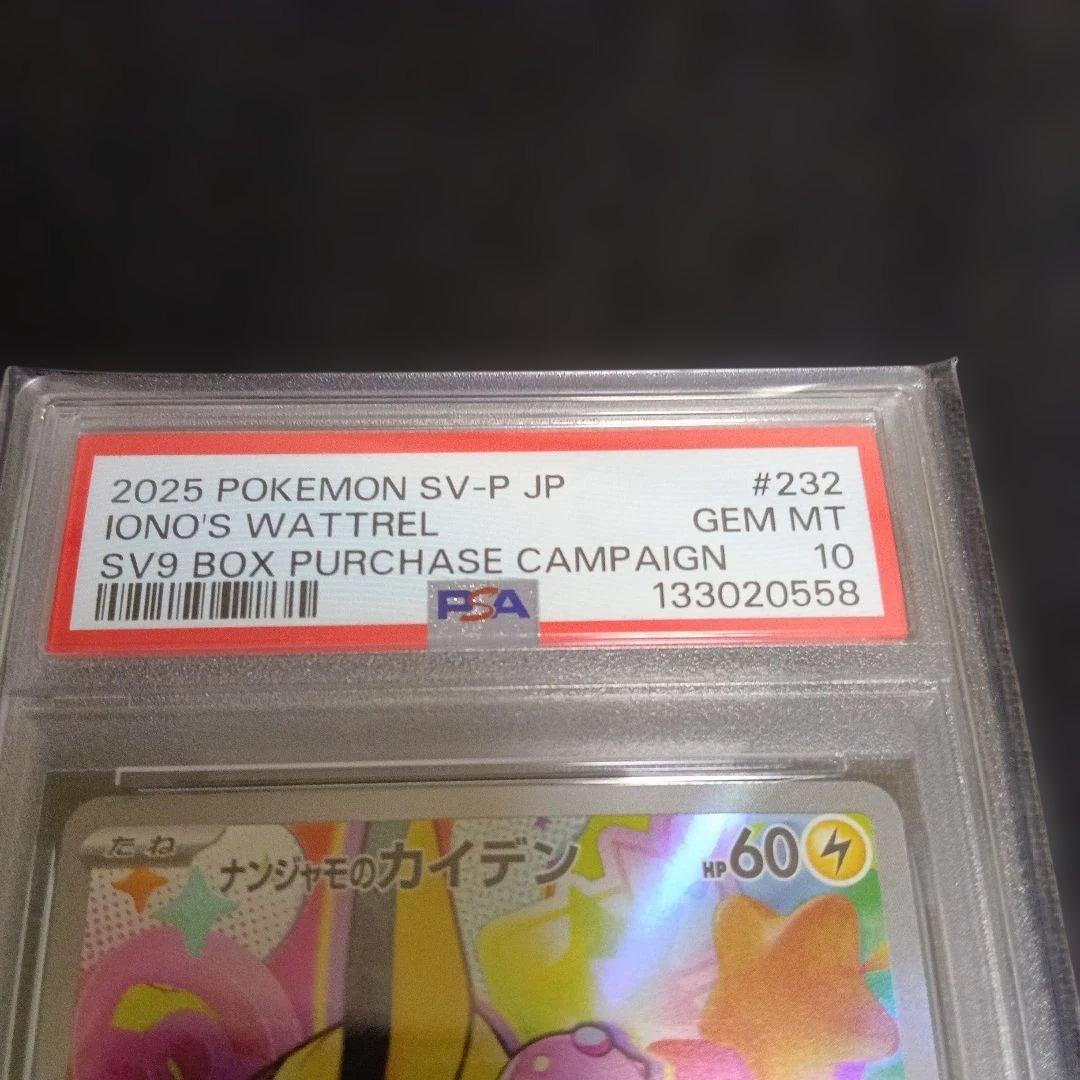 2025 POKEMON SV-P JP #232
IONO'S WATTREL GEM MT
SV9 BOX PURCHASE CAMPAIGN 10
PSA 133020558
たね ナンジャモのカイデン HP60